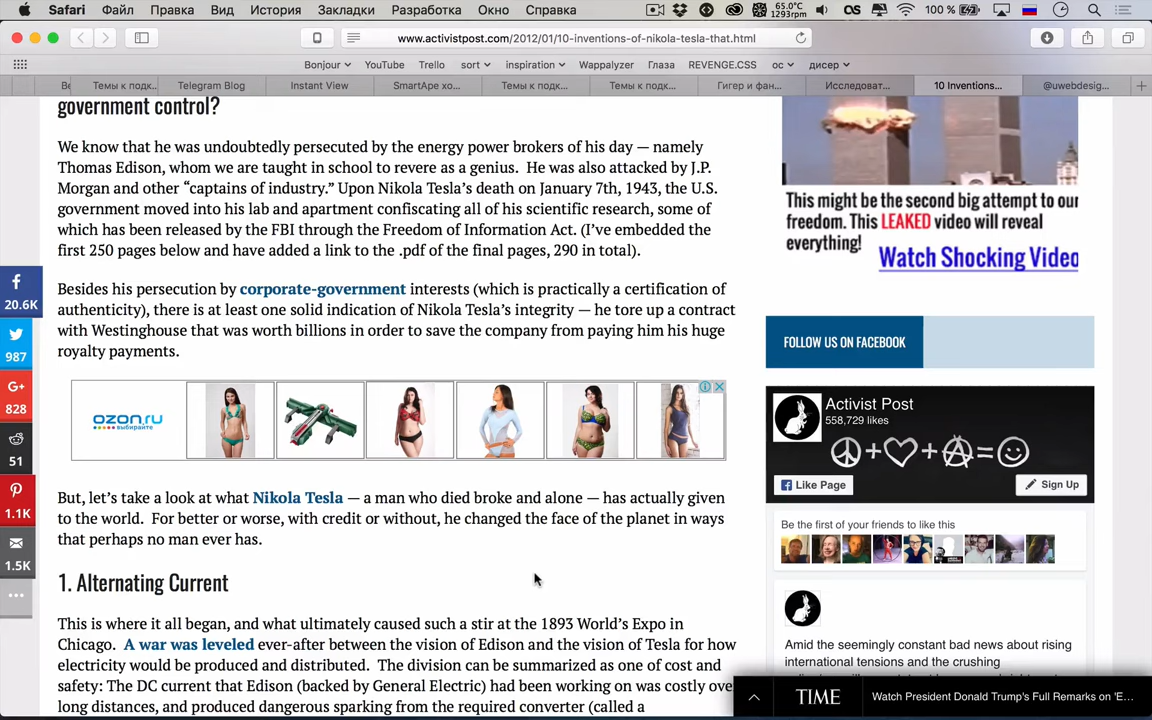 Safari Файл Правка Вид История Закладки Разработка Окно Справка
65.0°C
1293rpm
100 %
www.activistpost.com/2012/01/10-inventions-of-nikola-tesla-that.html
Bonjour YouTube Trello sort inspiration Wappalyzer Глаза REVENGE.CSS ос дисер
Ве Темы к подк... Telegram Blog Instant View SmartApe хо... Темы к подк... Темы к подк... Гигер и фан... Исследоват... 10 Inventions... @uwebdesig...
government control?
We know that he was undoubtedly persecuted by the energy power brokers of his day — namely
Thomas Edison, whom we are taught in school to revere as a genius. He was also attacked by J.P.
Morgan and other “captains of industry.” Upon Nikola Tesla’s death on January 7th, 1943, the U.S.
government moved into his lab and apartment confiscating all of his scientific research, some of
which has been released by the FBI through the Freedom of Information Act. (I’ve embedded the
first 250 pages below and have added a link to the .pdf of the final pages, 290 in total).
Besides his persecution by corporate-government interests (which is practically a certification of
authenticity), there is at least one solid indication of Nikola Tesla’s integrity — he tore up a contract
with Westinghouse that was worth billions in order to save the company from paying him his huge
royalty payments.
ozon.ru
выбирайте
But, let’s take a look at what Nikola Tesla — a man who died broke and alone — has actually given
to the world. For better or worse, with credit or without, he changed the face of the planet in ways
that perhaps no man ever has.
1. Alternating Current
This is where it all began, and what ultimately caused such a stir at the 1893 World’s Expo in
Chicago. A war was leveled ever-after between the vision of Edison and the vision of Tesla for how
electricity would be produced and distributed. The division can be summarized as one of cost and
safety: The DC current that Edison (backed by General Electric) had been working on was costly ove
long distances, and produced dangerous sparking from the required converter (called a
20.6K
987
G+
828
51
1.1K
1.5K
This might be the second big attempt to our
freedom. This LEAKED video will reveal
everything!
Watch Shocking Video
FOLLOW US ON FACEBOOK
Activist Post
558,729 likes
Like Page
Sign Up
Be the first of your friends to like this
Amid the seemingly constant bad news about rising
international tensions and the crushing
TIME
Watch President Donald Trump's Full Remarks on 'E...